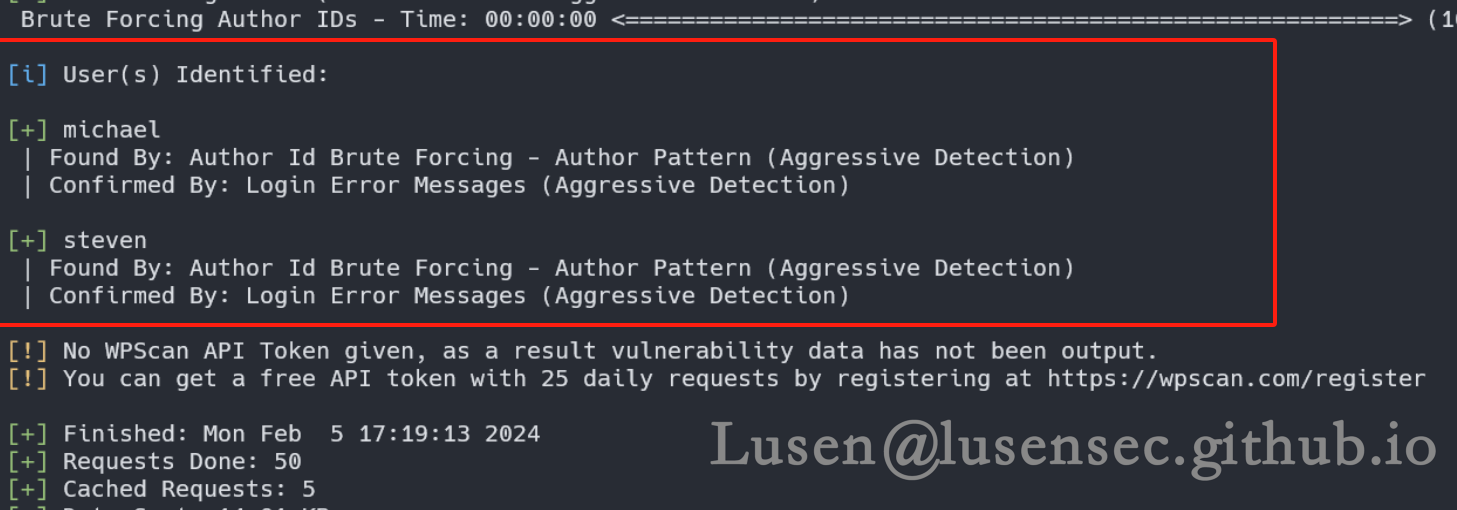 Brute Forcing Author IDs - Time: 00:00:00 <=======================================================> (1
[i] User(s) Identified:
[+] michael
| Found By: Author Id Brute Forcing - Author Pattern (Aggressive Detection)
| Confirmed By: Login Error Messages (Aggressive Detection)
[+] steven
| Found By: Author Id Brute Forcing - Author Pattern (Aggressive Detection)
| Confirmed By: Login Error Messages (Aggressive Detection)
[!] No WPScan API Token given, as a result vulnerability data has not been output.
[!] You can get a free API token with 25 daily requests by registering at https://wpscan.com/register
[+] Finished: Mon Feb  5 17:19:13 2024
[+] Requests Done: 50
[+] Cached Requests: 5
Lusen@lusensec.github.io